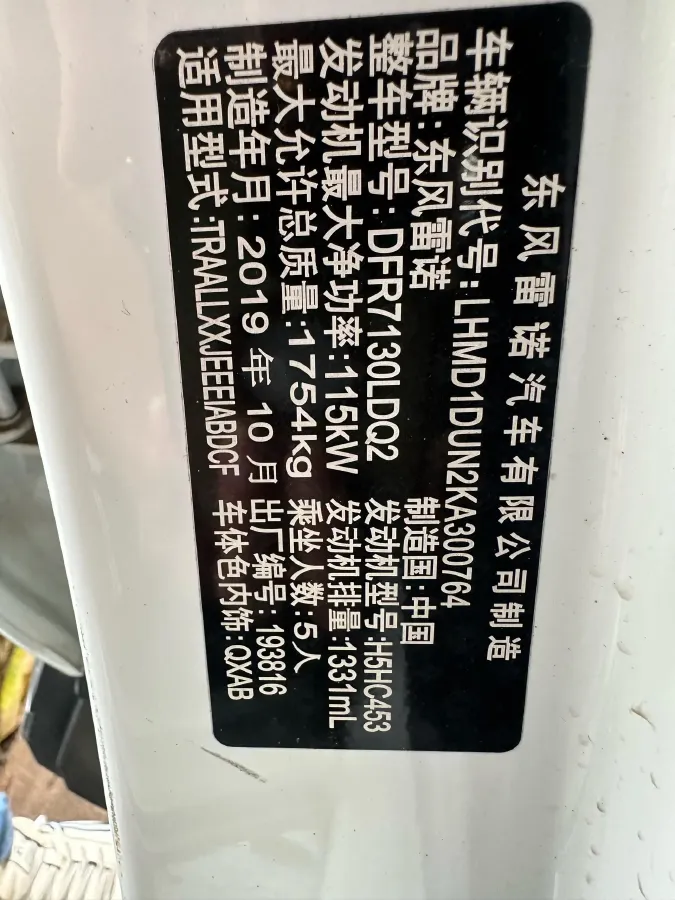 东风雷诺汽车有限公司制造
车辆识别代号:LHMD1DUN2KA300764
品牌:东风雷诺 制造国:中国
整车型号:DFR7130LDQ2 发动机型号:H5HC453
发动机最大净功率:115kW 发动机排量:1331mL
最大允许总质量:1754kg 乘坐人数:5人
制造年月:2019年10月 出厂编号:193816
适用型式:TRAALLXXJEEEIABDCF 车体色内饰:QXAB